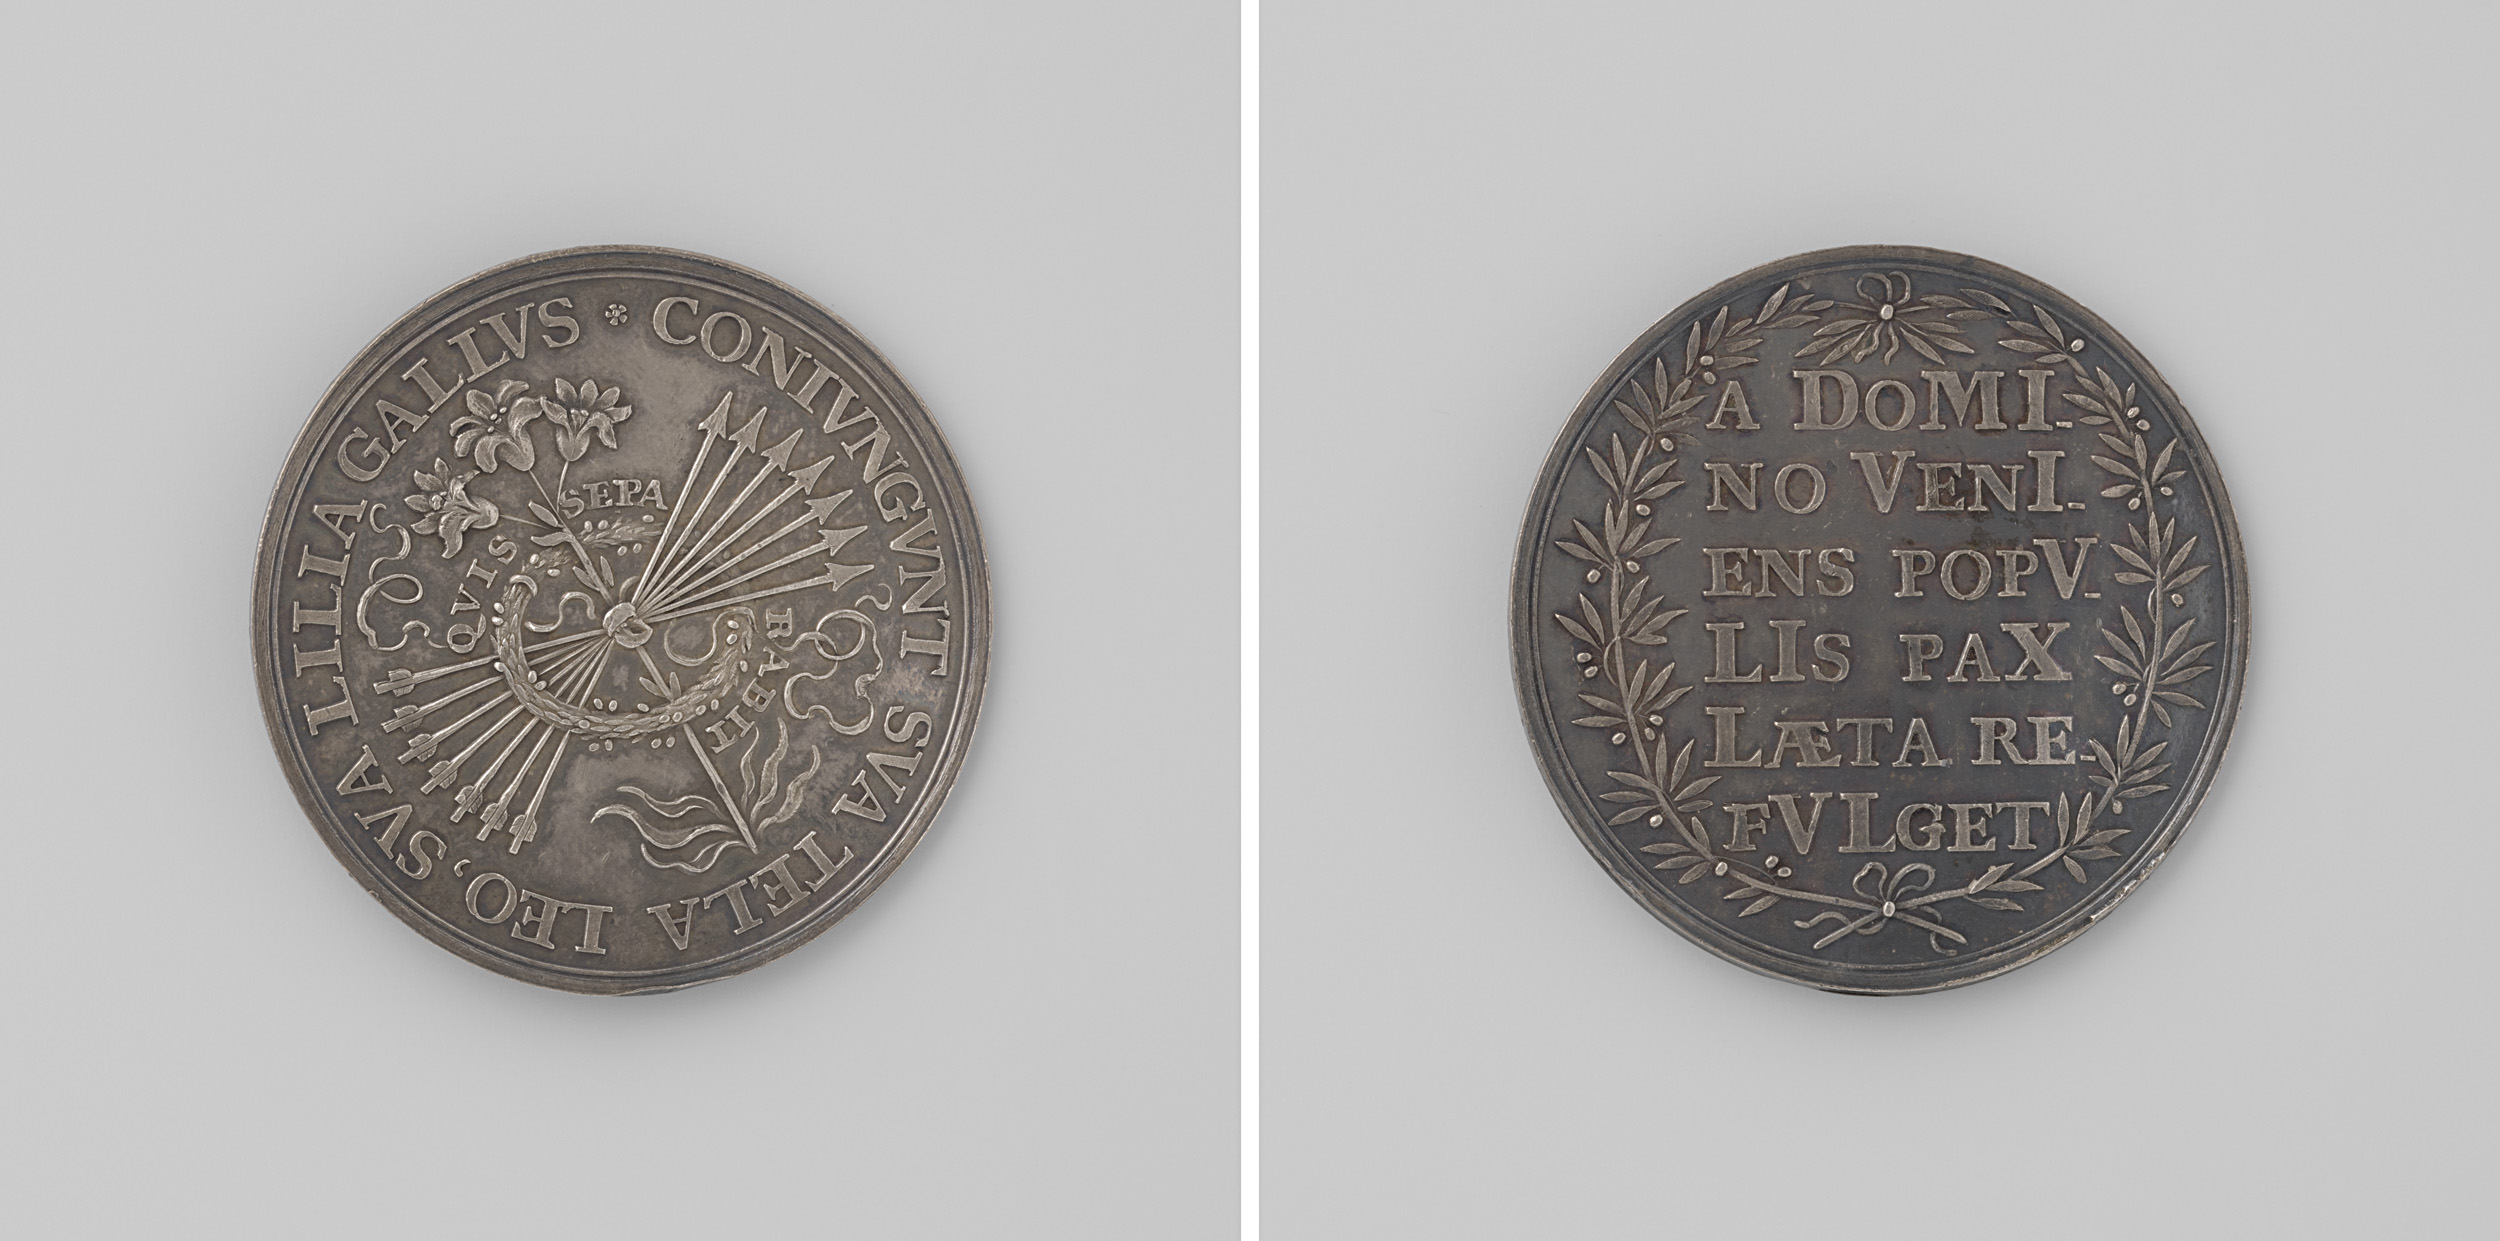 * CONIVNGVNT SVA TELA LEO, SVA LILIA GALLVS
QVIS SEPA RABIT
A DOMI-
NO VENI-
ENS POPV-
LIS PAX
LÆTA RE-
FVLGET